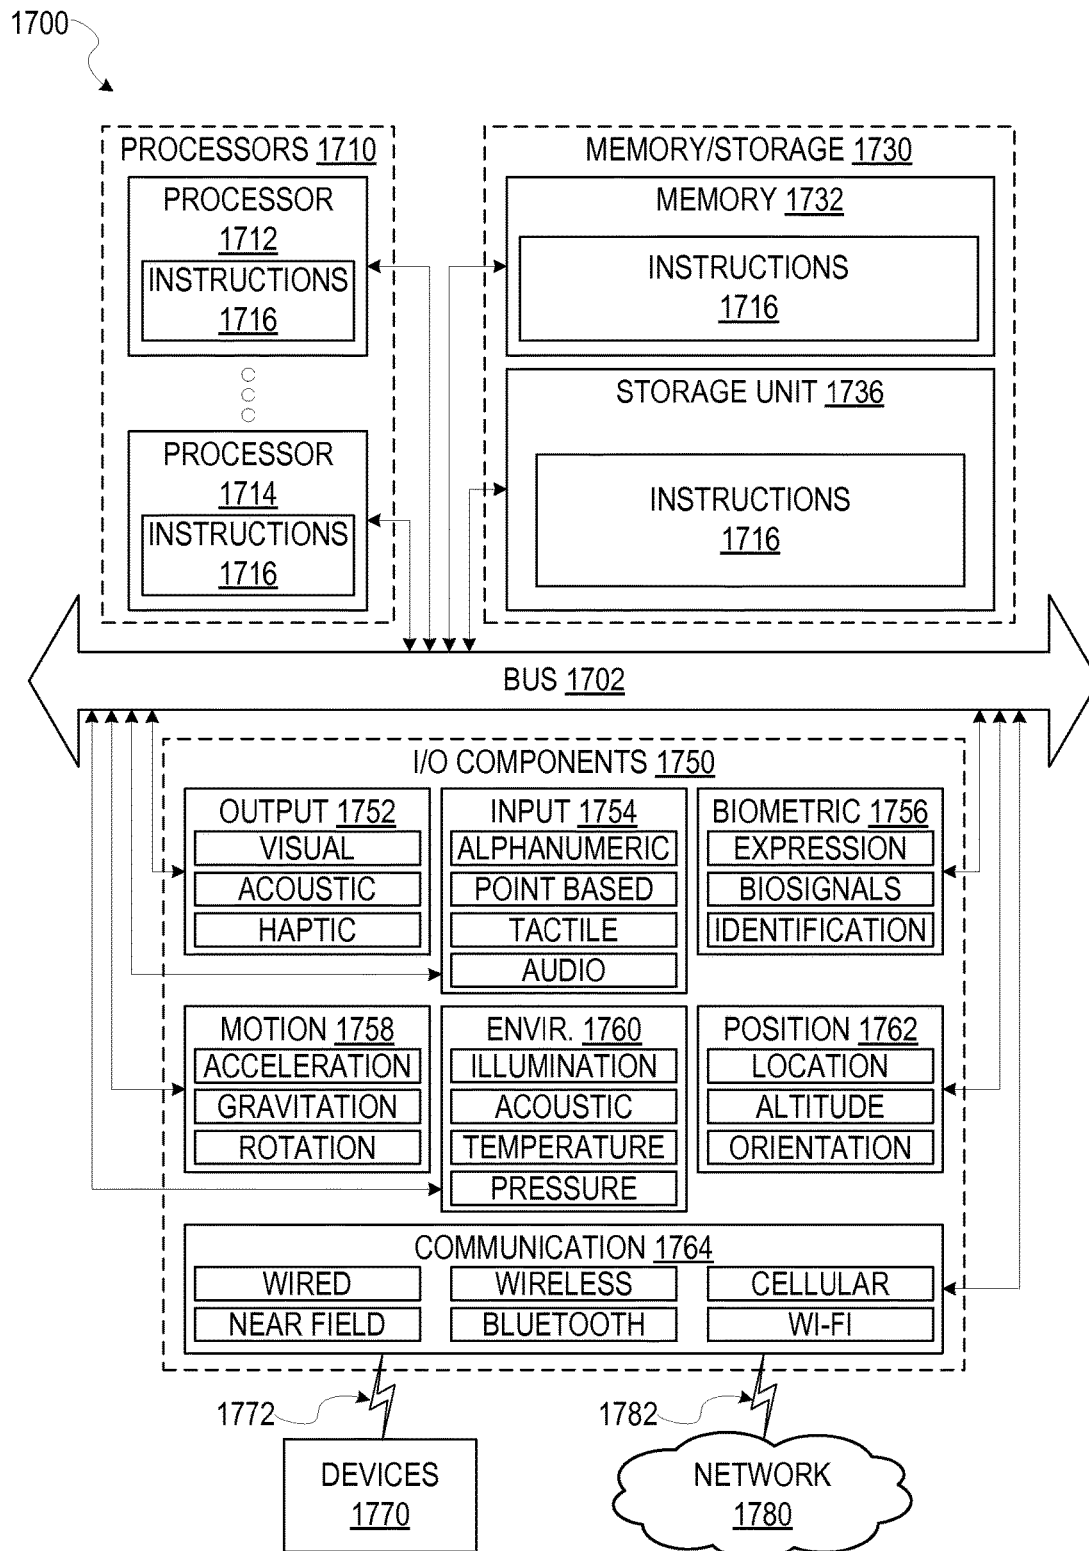 1700
PROCESSORS 1710
PROCESSOR
1712
INSTRUCTIONS
1716
PROCESSOR
1714
INSTRUCTIONS
1716
MEMORY/STORAGE 1730
MEMORY 1732
INSTRUCTIONS
1716
STORAGE UNIT 1736
INSTRUCTIONS
1716
BUS 1702
I/O COMPONENTS 1750
OUTPUT 1752
VISUAL
ACOUSTIC
HAPTIC
INPUT 1754
ALPHANUMERIC
POINT BASED
TACTILE
AUDIO
BIOMETRIC 1756
EXPRESSION
BIOSIGNALS
IDENTIFICATION
MOTION 1758
ACCELERATION
GRAVITATION
ROTATION
ENVIR. 1760
ILLUMINATION
ACOUSTIC
TEMPERATURE
PRESSURE
POSITION 1762
LOCATION
ALTITUDE
ORIENTATION
COMMUNICATION 1764
WIRED
WIRELESS
CELLULAR
NEAR FIELD
BLUETOOTH
WI-FI
1772
1782
DEVICES
1770
NETWORK
1780